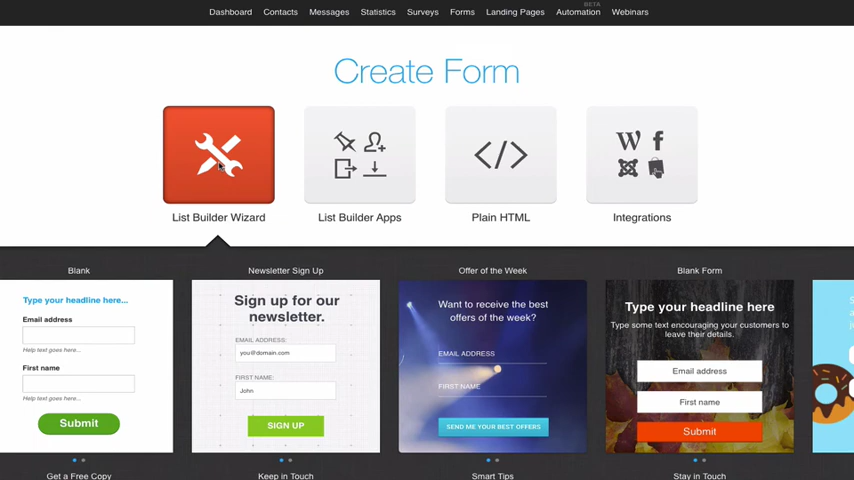 BETA
Dashboard Contacts Messages Statistics Surveys Forms Landing Pages Automation Webinars
Create Form
List Builder Wizard
List Builder Apps
Plain HTML
Integrations
Blank
Type your headline here...
Email address
Help text goes here...
First name
Help text goes here...
Submit
Newsletter Sign Up
Sign up for our
newsletter.
EMAIL ADDRESS:
you@domain.com
FIRST NAME:
John
SIGN UP
Offer of the Week
Want to receive the best
offers of the week?
EMAIL ADDRESS
FIRST NAME
SEND ME YOUR BEST OFFERS
Blank Form
Type your headline here
Type some text encouraging your customers to
leave their details.
Email address
First name
Submit
Get a Free Copy
Keep in Touch
Smart Tips
Stay in Touch